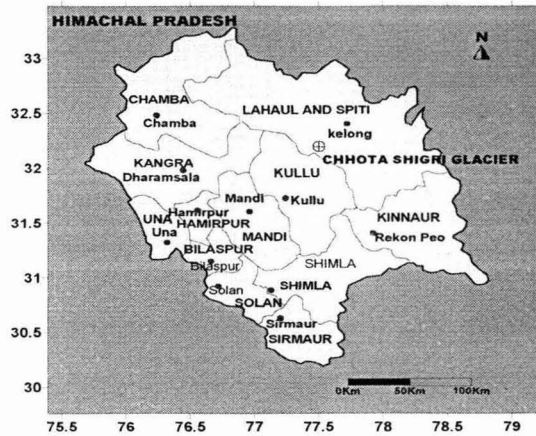 HIMACHAL PRADESH
N
33
CHAMBA
Chamba
LAHAUL AND SPITI
kelong
32.5
CHHOTA SHIGRI GLACIER
32
KANGRA
Dharamsala
KULLU
Kullu
Mandi
31.5
UNA
Una
Hamirpur
HAMIRPUR
MANDI
KINNAUR
Rekon Peo
BILASPUR
Bilaspur
SHIMLA
31
Solan
SOLAN
SHIMLA
30.5
Sirmaur
SIRMAUR
30
0Km 50Km 100Km
75.5 76 76.5 77 77.5 78 78.5 79